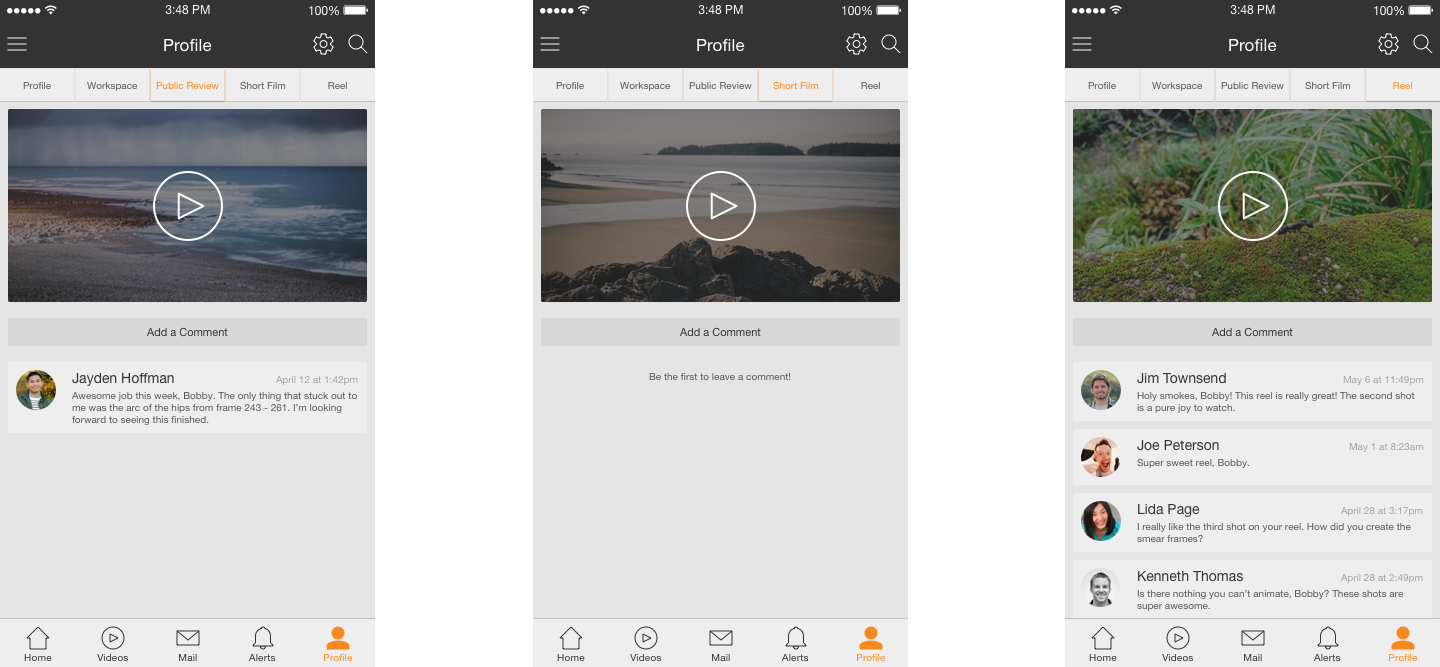 3:48 PM
100%
Profile
Profile
Workspace
Public Review
Short Film
Reel
Add a Comment
Jayden Hoffman
April 12 at 1:42pm
Awesome job this week, Bobby. The only thing that stuck out to
me was the arc of the hips from frame 243 - 261. I'm looking
forward to seeing this finished.
Home
Videos
Mail
Alerts
Profile
3:48 PM
100%
Profile
Profile
Workspace
Public Review
Short Film
Reel
Add a Comment
Be the first to leave a comment!
Home
Videos
Mail
Alerts
Profile
3:48 PM
100%
Profile
Profile
Workspace
Public Review
Short Film
Reel
Add a Comment
Jim Townsend
May 6 at 11:49pm
Holy smokes, Bobby! This reel is really great! The second shot
is a pure joy to watch.
Joe Peterson
May 1 at 8:23am
Super sweet reel, Bobby.
Lida Page
April 28 at 3:17pm
I really like the third shot on your reel. How did you create the
smear frames?
Kenneth Thomas
April 28 at 2:49pm
Is there nothing you can't animate, Bobby? These shots are
super awesome.
Home
Videos
Mail
Alerts
Profile